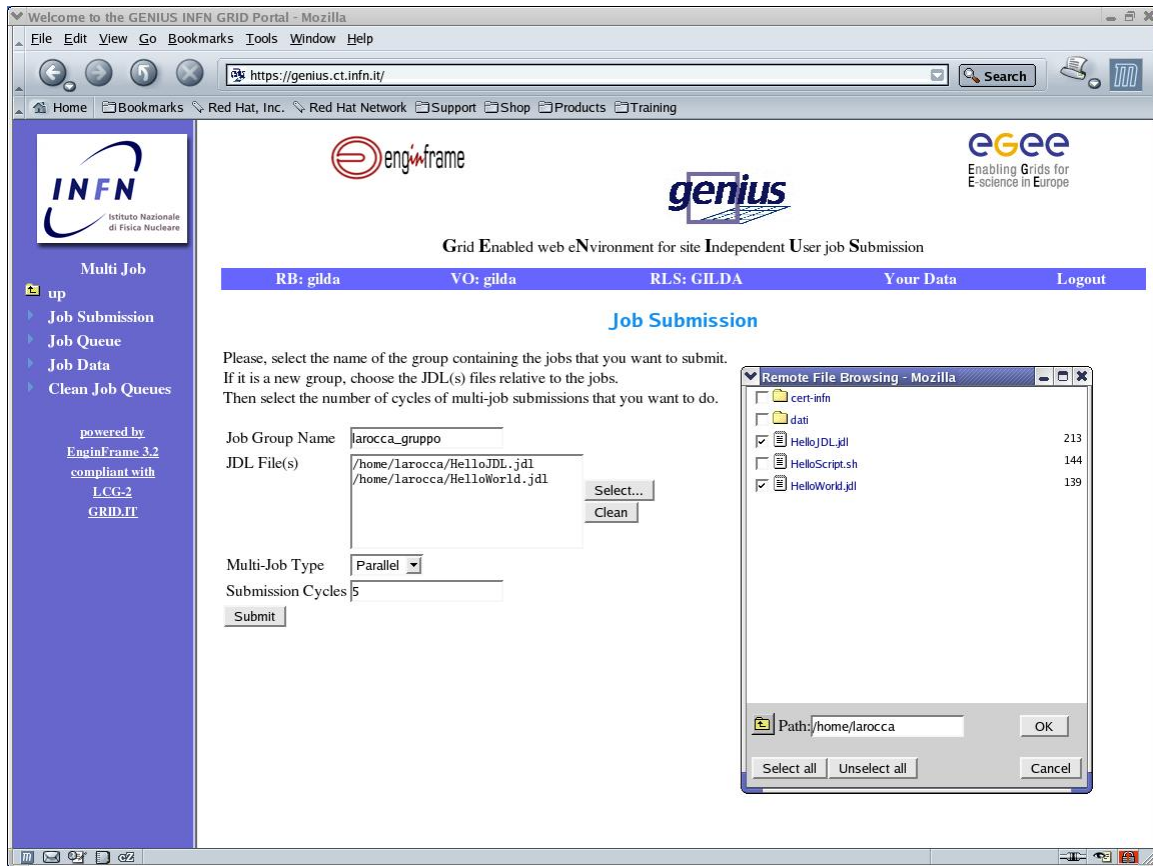 Welcome to the GENIUS INFN GRID Portal - Mozilla
File Edit View Go Bookmarks Tools Window Help
https://genius.ct.infn.it/
Search
Home Bookmarks Red Hat, Inc. Red Hat Network Support Shop Products Training
INFN
Istituto Nazionale
di Fisica Nucleare
Multi Job
up
Job Submission
Job Queue
Job Data
Clean Job Queues
powered by
EnginFrame 3.2
compliant with
LCG-2
GRID.IT
enginframe
genius
egee
Enabling Grids for
E-science in Europe
Grid Enabled web eNvironment for site Independent User job Submission
RB: gilda VO: gilda RLS: GILDA Your Data Logout
Job Submission
Please, select the name of the group containing the jobs that you want to submit.
If it is a new group, choose the JDL(s) files relative to the jobs.
Then select the number of cycles of multi-job submissions that you want to do.
Job Group Name larocca_gruppo
JDL File(s) /home/larocca/HelloJDL.jdl
/home/larocca/HelloWorld.jdl
Select...
Clean
Multi-Job Type Parallel
Submission Cycles 5
Submit
Remote File Browsing - Mozilla
cert-infn
dati
HelloJDL.jdl 213
HelloScript.sh 144
HelloWorld.jdl 139
Path: /home/larocca OK
Select all Unselect all Cancel